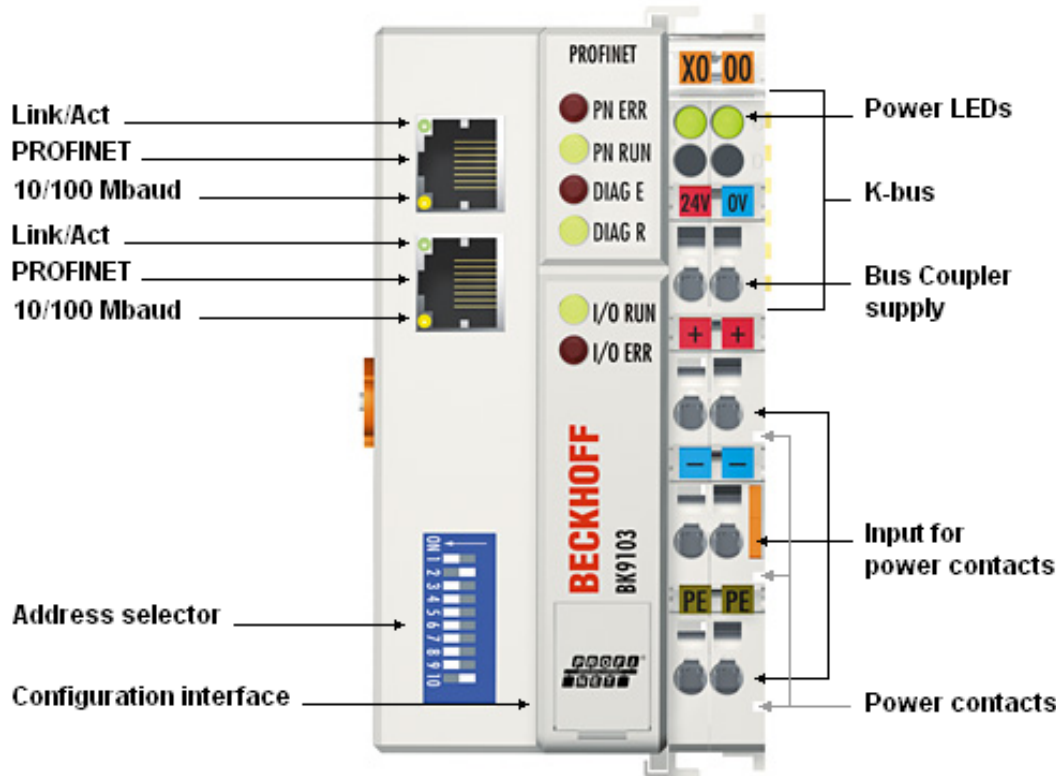 Link/Act
PROFINET
10/100 Mbaud
Link/Act
PROFINET
10/100 Mbaud
Address selector
Configuration interface
PROFINET
PN ERR
PN RUN
DIAG E
DIAG R
I/O RUN
I/O ERR
BECKHOFF
BK9103
ON
1
2
3
4
5
6
7
8
9
10
PROFI
NET
X0 00
24V 0V
+ +
− −
PE PE
Power LEDs
K-bus
Bus Coupler
supply
Input for
power contacts
Power contacts